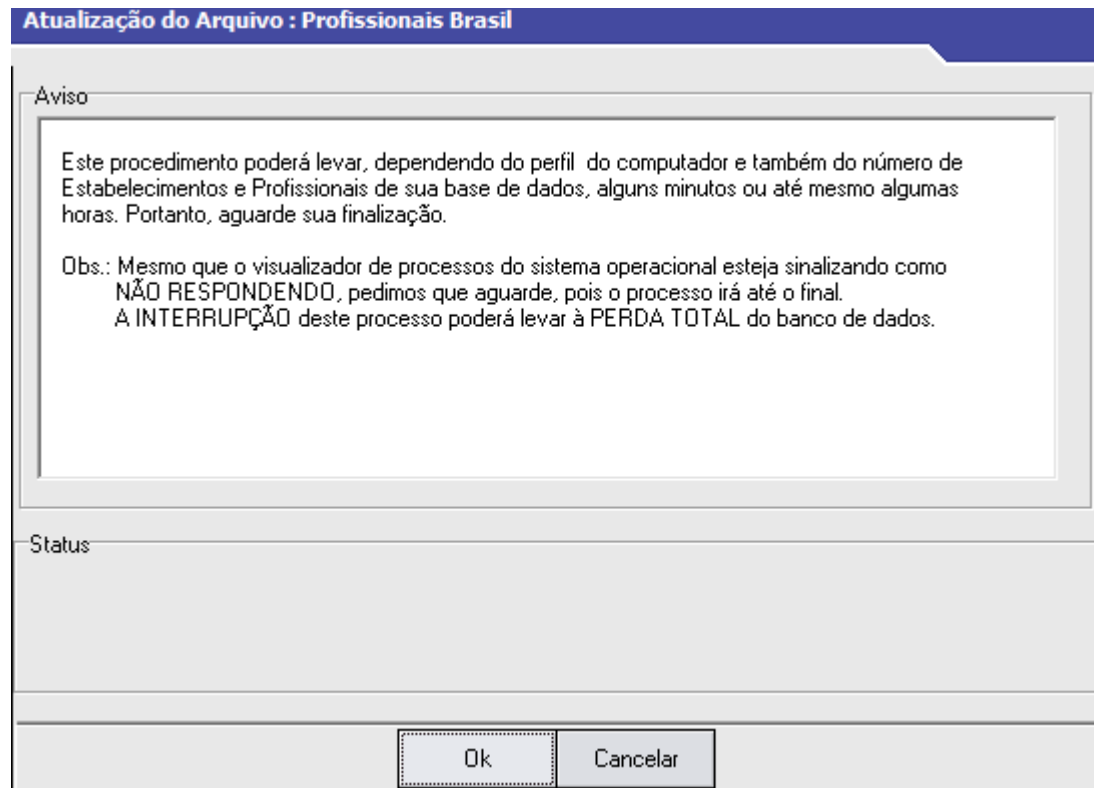 Atualização do Arquivo : Profissionais Brasil
Aviso
Este procedimento poderá levar, dependendo do perfil  do computador e também do número de
Estabelecimentos e Profissionais de sua base de dados, alguns minutos ou até mesmo algumas
horas. Portanto, aguarde sua finalização.
Obs.: Mesmo que o visualizador de processos do sistema operacional esteja sinalizando como
NÃO RESPONDENDO, pedimos que aguarde, pois o processo irá até o final.
A INTERRUPÇÃO deste processo poderá levar à PERDA TOTAL do banco de dados.
Status
Ok
Cancelar